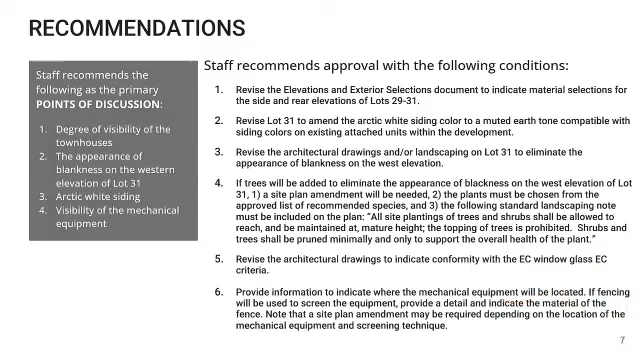 RECOMMENDATIONS
Staff recommends the
following as the primary
POINTS OF DISCUSSION:
1. Degree of visibility of the
townhouses
2. The appearance of
blankness on the western
elevation of Lot 31
3. Arctic white siding
4. Visibility of the mechanical
equipment
Staff recommends approval with the following conditions:
1. Revise the Elevations and Exterior Selections document to indicate material selections for
the side and rear elevations of Lots 29-31.
2. Revise Lot 31 to amend the arctic white siding color to a muted earth tone compatible with
siding colors on existing attached units within the development.
3. Revise the architectural drawings and/or landscaping on Lot 31 to eliminate the
appearance of blankness on the west elevation.
4. If trees will be added to eliminate the appearance of blackness on the west elevation of Lot
31, 1) a site plan amendment will be needed, 2) the plants must be chosen from the
approved list of recommended species, and 3) the following standard landscaping note
must be included on the plan: “All site plantings of trees and shrubs shall be allowed to
reach, and be maintained at, mature height; the topping of trees is prohibited. Shrubs and
trees shall be pruned minimally and only to support the overall health of the plant.”
5. Revise the architectural drawings to indicate conformity with the EC window glass EC
criteria.
6. Provide information to indicate where the mechanical equipment will be located. If fencing
will be used to screen the equipment, provide a detail and indicate the material of the
fence. Note that a site plan amendment may be required depending on the location of the
mechanical equipment and screening technique.
7